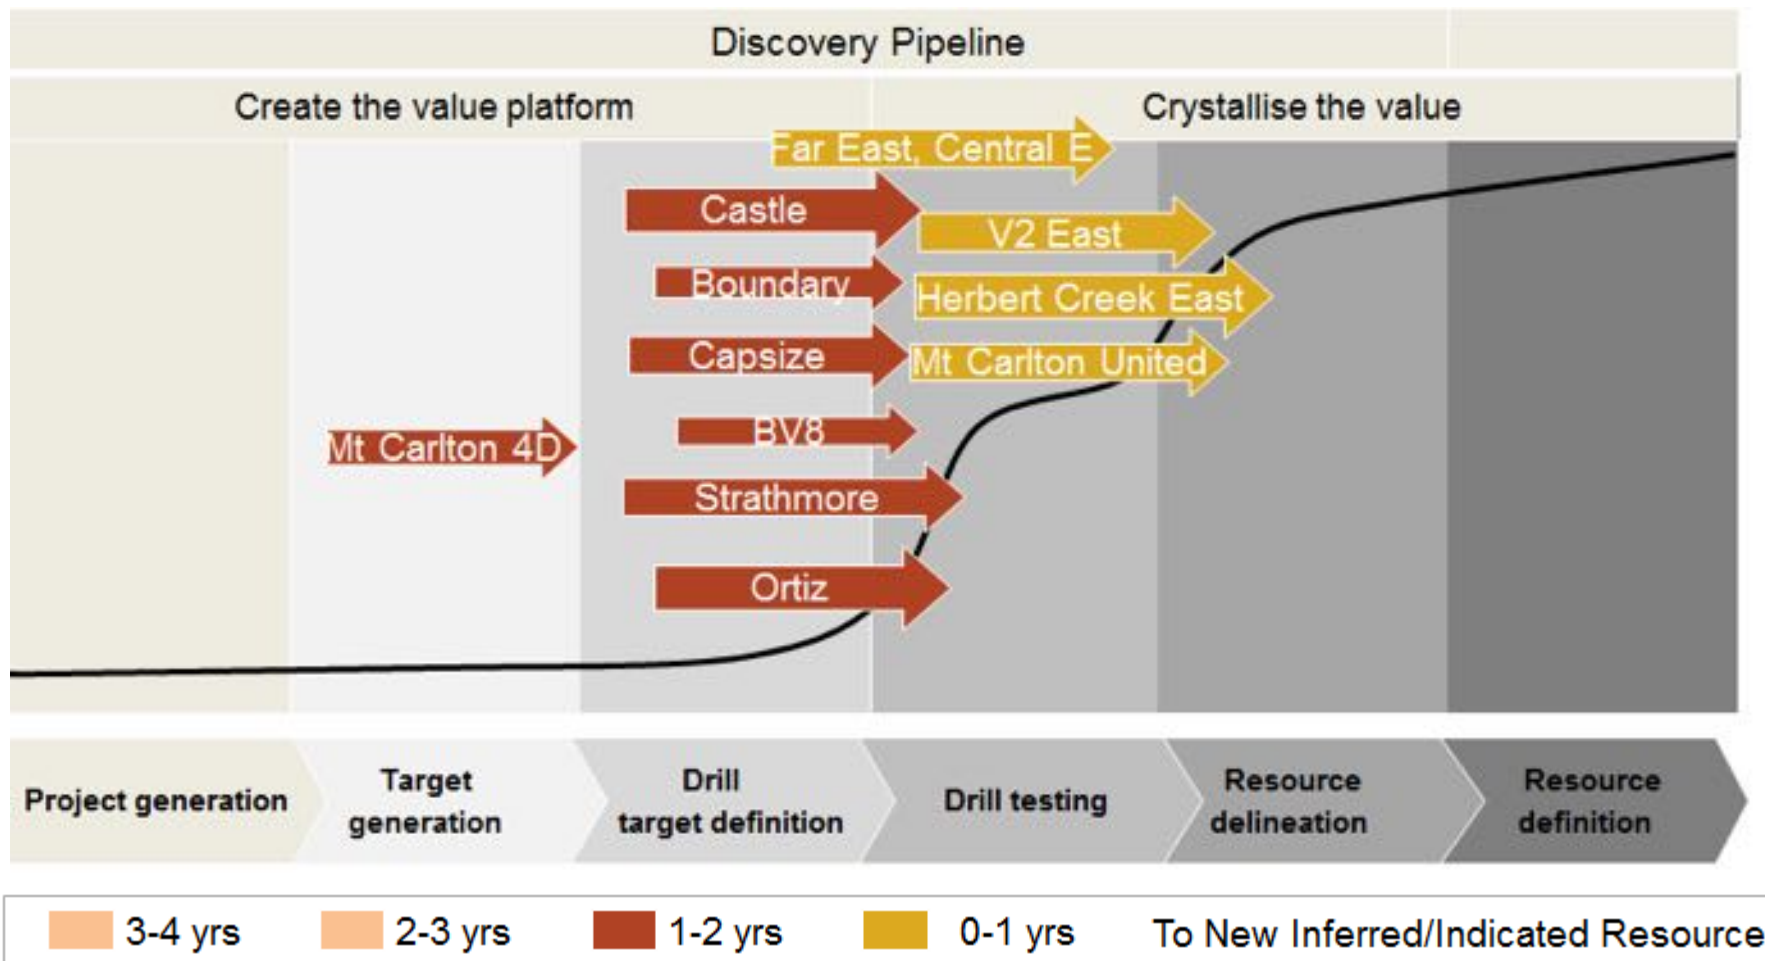 Discovery Pipeline
Create the value platform
Crystallise the value
Far East, Central E
Castle
V2 East
Boundary
Herbert Creek East
Capsize
Mt Carlton United
BV8
Mt Carlton 4D
Strathmore
Ortiz
Project generation
Target
generation
Drill
target definition
Drill testing
Resource
delineation
Resource
definition
3-4 yrs
2-3 yrs
1-2 yrs
0-1 yrs
To New Inferred/Indicated Resource